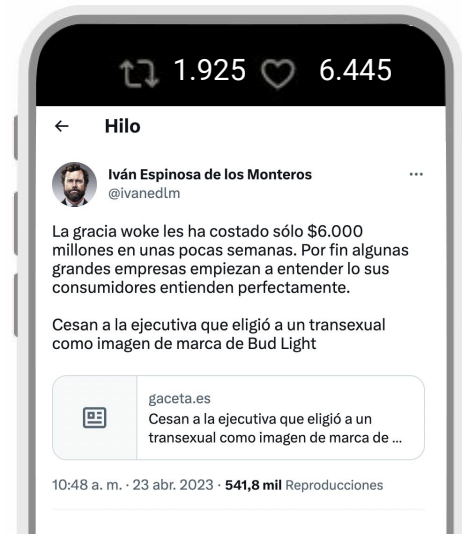 1.925 6.445
Hilo
Iván Espinosa de los Monteros
@ivanedlm
La gracia woke les ha costado sólo $6.000
millones en unas pocas semanas. Por fin algunas
grandes empresas empiezan a entender lo sus
consumidores entienden perfectamente.
Cesan a la ejecutiva que eligió a un transexual
como imagen de marca de Bud Light
gaceta.es
Cesan a la ejecutiva que eligió a un
transexual como imagen de marca de ...
10:48 a. m. · 23 abr. 2023 · 541,8 mil Reproducciones